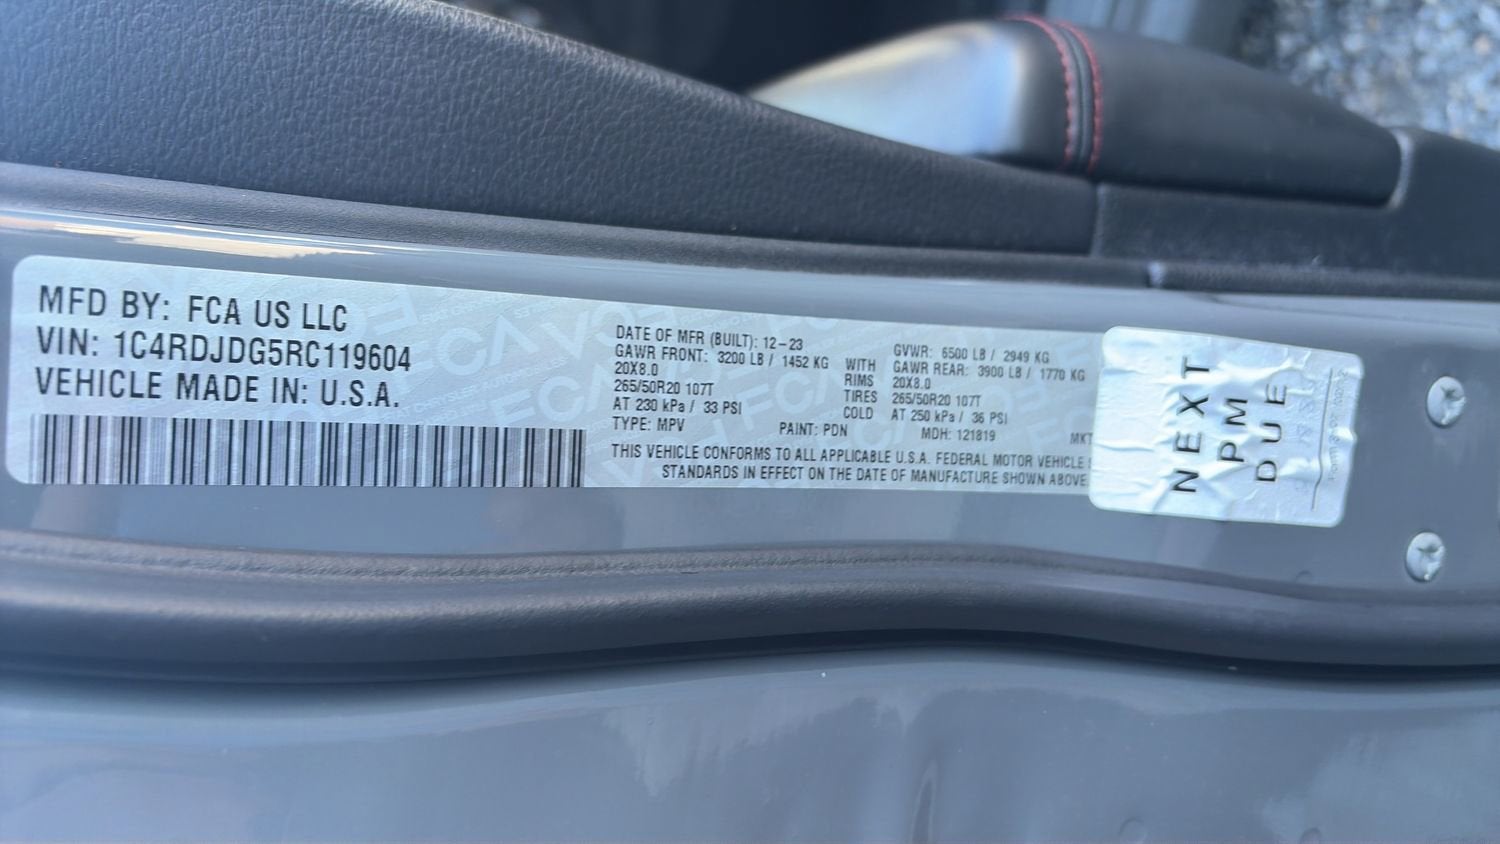 MFD BY: FCA US LLC
VIN: 1C4RDJDG5RC119604
VEHICLE MADE IN: U.S.A.
DATE OF MFR (BUILT): 12-23
GAWR FRONT: 3200 LB / 1452 KG
20X8.0
265/50R20 107T
AT 230 kPa / 33 PSI
TYPE: MPV
WITH
RIMS
TIRES
COLD
GVWR: 6500 LB / 2949 KG
GAWR REAR: 3900 LB / 1770 KG
20X8.0
265/50R20 107T
AT 250 kPa / 36 PSI
PAINT: PDN
MDH: 121819
MKT
THIS VEHICLE CONFORMS TO ALL APPLICABLE U.S.A. FEDERAL MOTOR VEHICLE
STANDARDS IN EFFECT ON THE DATE OF MANUFACTURE SHOWN ABOVE.
NEXT
PM
DUE